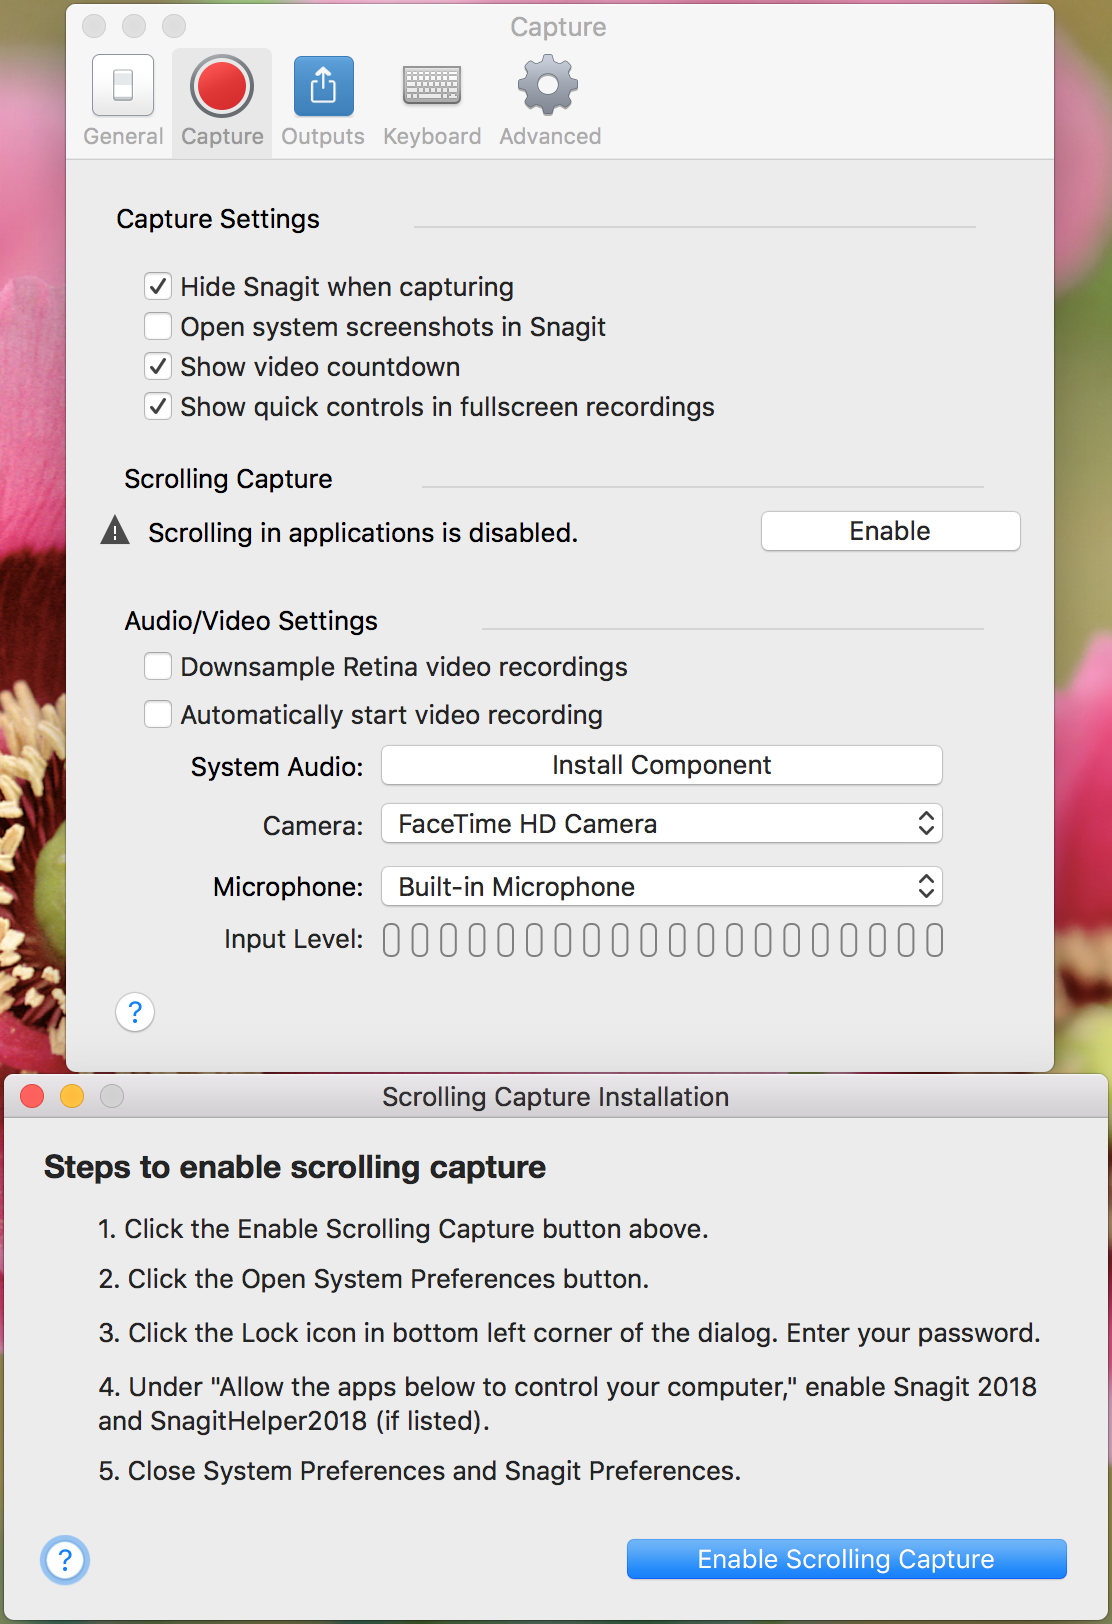 Capture
General
Capture
Outputs
Keyboard
Advanced
Capture Settings
Hide Snagit when capturing
Open system screenshots in Snagit
Show video countdown
Show quick controls in fullscreen recordings
Scrolling Capture
Scrolling in applications is disabled.
Enable
Audio/Video Settings
Downsample Retina video recordings
Automatically start video recording
System Audio:
Install Component
Camera:
FaceTime HD Camera
Microphone:
Built-in Microphone
Input Level:
?
Scrolling Capture Installation
Steps to enable scrolling capture
1. Click the Enable Scrolling Capture button above.
2. Click the Open System Preferences button.
3. Click the Lock icon in bottom left corner of the dialog. Enter your password.
4. Under "Allow the apps below to control your computer," enable Snagit 2018
and SnagitHelper2018 (if listed).
5. Close System Preferences and Snagit Preferences.
?
Enable Scrolling Capture